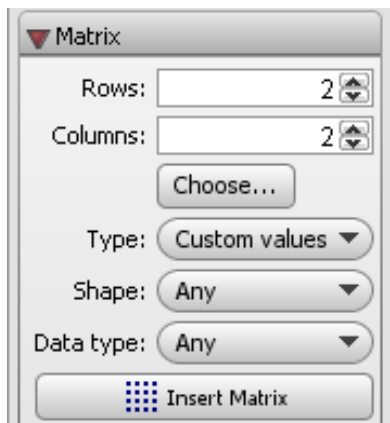 Matrix
Rows: 2
Columns: 2
Choose...
Type: Custom values
Shape: Any
Data type: Any
Insert Matrix